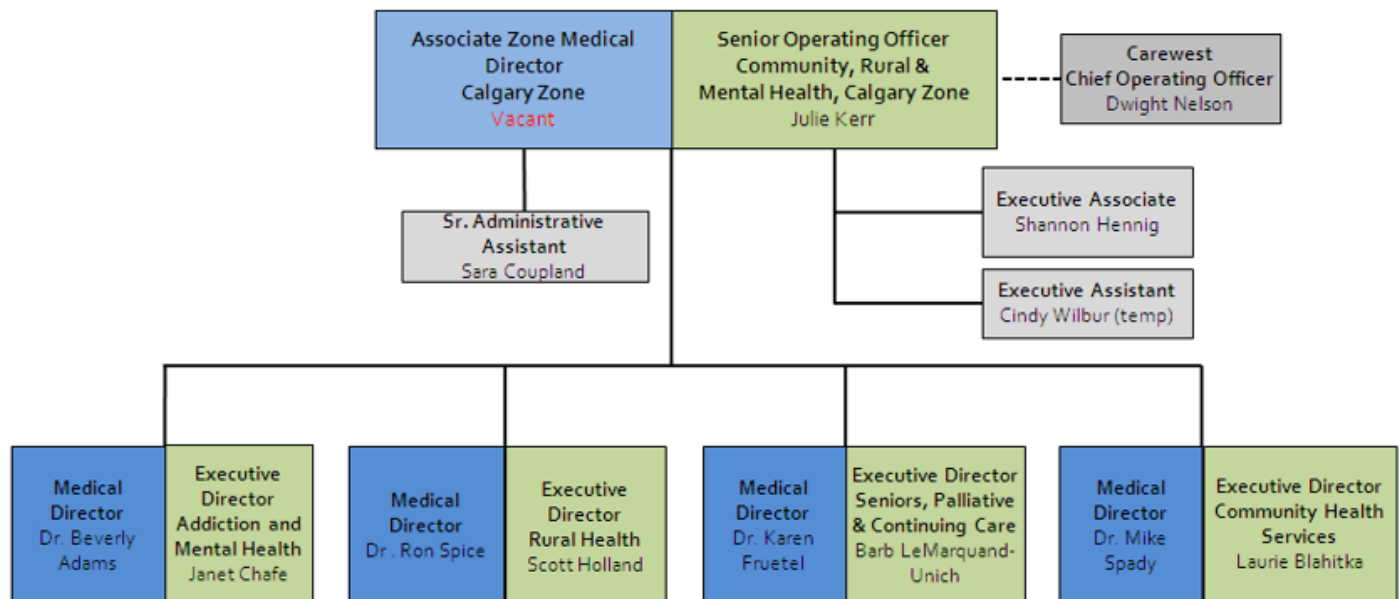 Associate Zone Medical
Director
Calgary Zone
Vacant
Senior Operating Officer
Community, Rural &
Mental Health, Calgary Zone
Julie Kerr
Carewest
Chief Operating Officer
Dwight Nelson
Sr. Administrative
Assistant
Sara Coupland
Executive Associate
Shannon Hennig
Executive Assistant
Cindy Wilbur (temp)
Medical
Director
Dr. Beverly
Adams
Executive
Director
Addiction and
Mental Health
Janet Chafe
Medical
Director
Dr . Ron Spice
Executive
Director
Rural Health
Scott Holland
Medical
Director
Dr. Karen
Fruetel
Executive Director
Seniors, Palliative
& Continuing Care
Barb LeMarquand-
Unich
Medical
Director
Dr. Mike
Spady
Executive Director
Community Health
Services
Laurie Blahitka